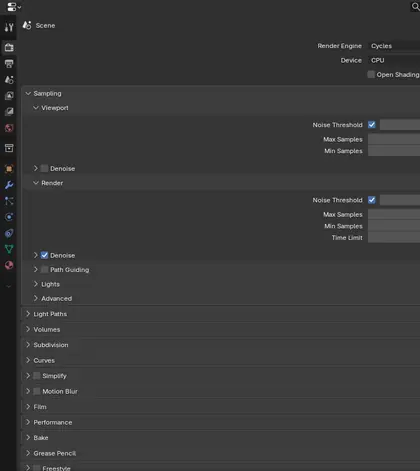 Scene
Render Engine Cycles
Device CPU
Open Shading
Sampling
Viewport
Noise Threshold
Max Samples
Min Samples
Denoise
Render
Noise Threshold
Max Samples
Min Samples
Time Limit
Denoise
Path Guiding
Lights
Advanced
Light Paths
Volumes
Subdivision
Curves
Simplify
Motion Blur
Film
Performance
Bake
Grease Pencil
Freestyle